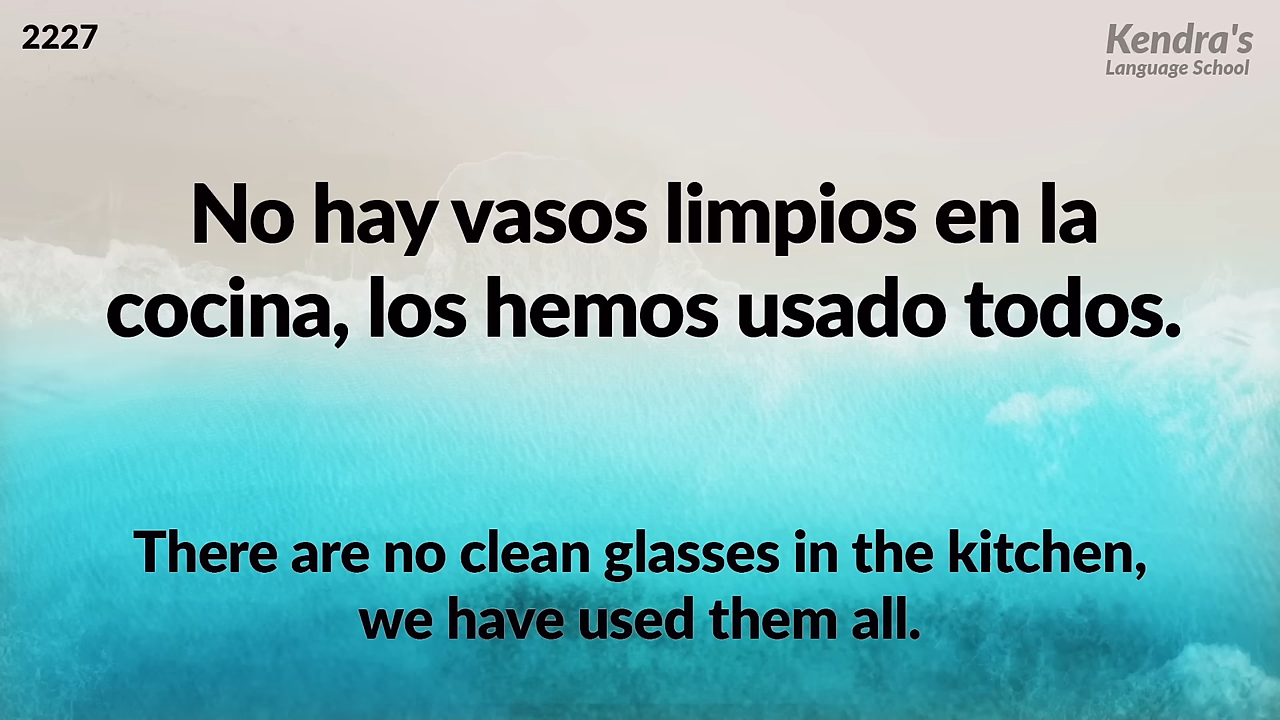 2227
Kendra's
Language School
No hay vasos limpios en la
cocina, los hemos usado todos.
There are no clean glasses in the kitchen,
we have used them all.